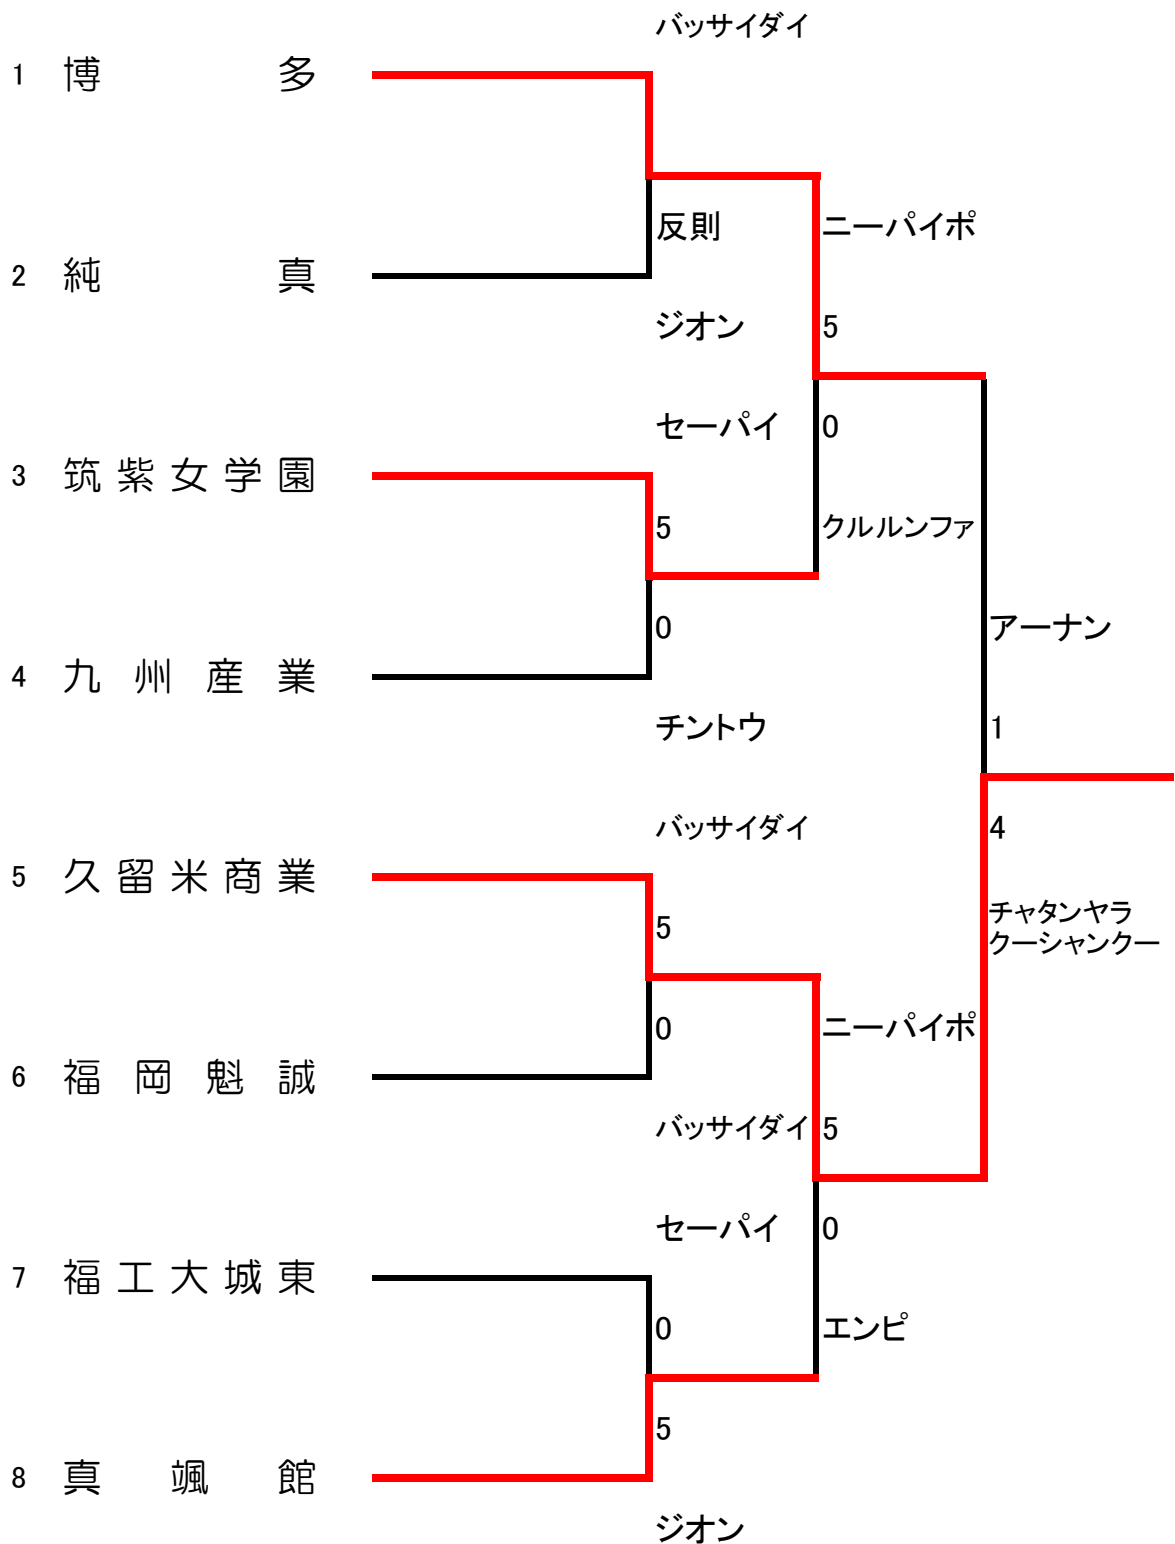 バッサイダイ
1 博多
反則
ニーパイポ
2 純真
ジオン
5
セーパイ
0
3 筑紫女学園
5
クルルンファ
0
アーナン
4 九州産業
チントウ
1
バッサイダイ
4
5 久留米商業
チャタンヤラ
クーシャンクー
5
0
ニーパイポ
6 福岡魁誠
バッサイダイ
5
セーパイ
0
7 福工大城東
0
エンピ
5
8 真颯館
ジオン